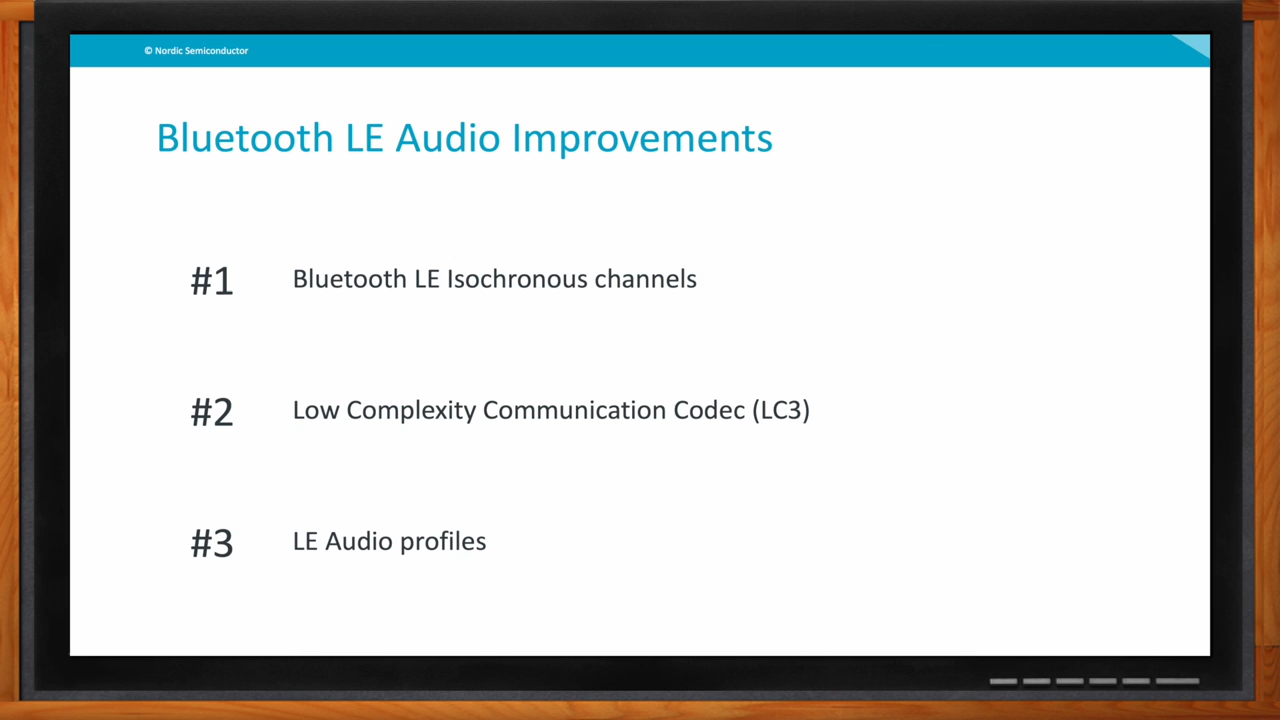 © Nordic Semiconductor
Bluetooth LE Audio Improvements
#1 Bluetooth LE Isochronous channels
#2 Low Complexity Communication Codec (LC3)
#3 LE Audio profiles